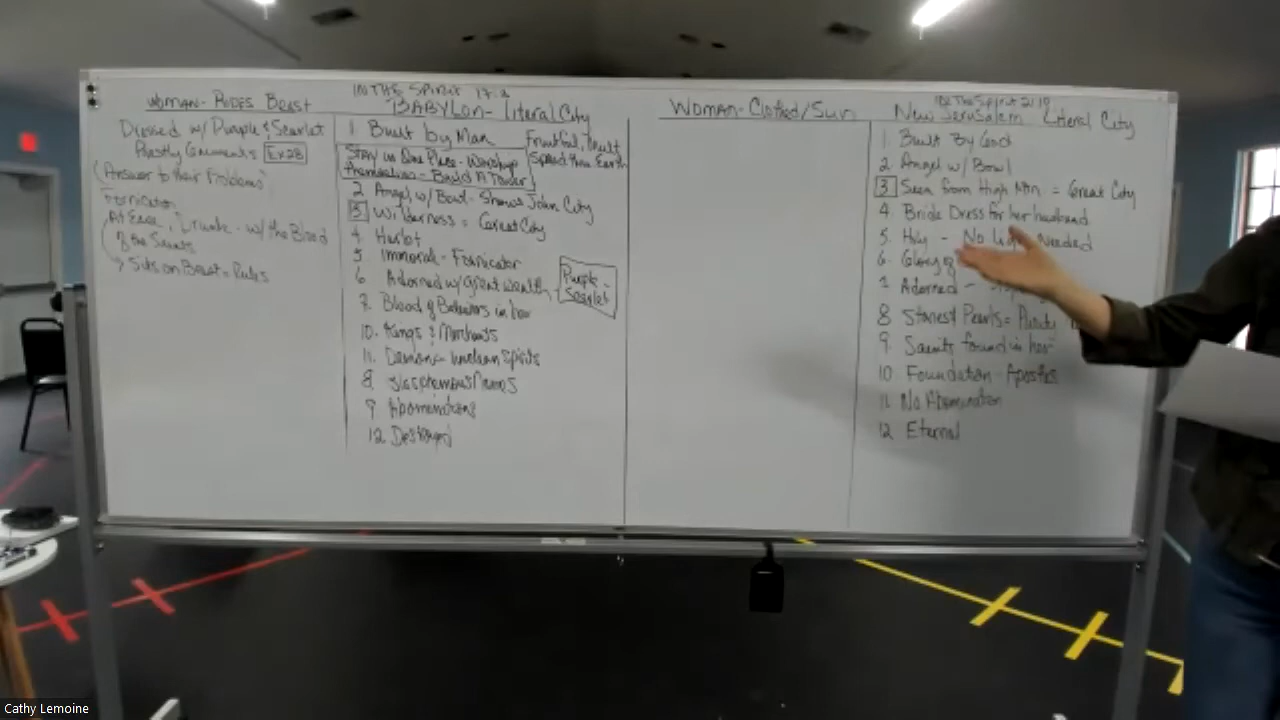 WOMAN - RIDES BEAST
Dressed w/ Purple & Scarlet
Priestly Garments Ex 28
(Answer to their Problems)
Fornication
At Ease, Drunk - w/ the Blood
of the Saints
→ Sits on Beast = Rules
IN THE Spirit 17:3
BABYLON - literal City
1 Built by Man
Fruitful, Mult
Spread thru Earth
Stay in One Place - Worship
Themselves - Build A Tower
2 Angel w/ Bowl - Shows John City
3 Wilderness = Great City
4. Harlot
5. Immoral - Fornicator
6 Adorned w/ great wealth
Purple -
Scarlet
7. Blood of Believers in her
10. Kings & Merchants
11. Demons - Unclean Spirits
8. Blasphemous Names
9 Abominations
12. Destroyed
WOMAN - Clothed/Sun
IN The Spirit 21:10
New Jerusalem Literal City
1 Built By God
2 Angel w/ Bowl
3 Seen from High Mtn = Great City
4. Bride Dress for her husband
5. Holy - No Needed
6. Glory of
7 Adorned -
8 Stones & Pearls =
9. Saints found in her
10. Foundation - Apostles
11. No Abomination
12. Eternal
Cathy Lemoine